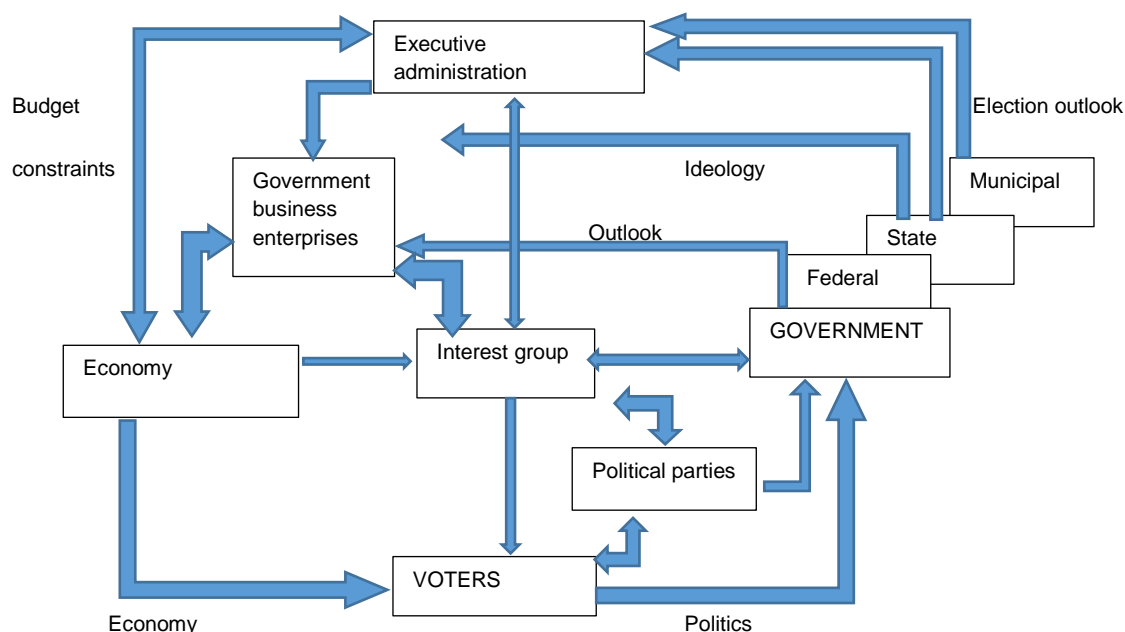 Executive
administration
Budget
constraints
Election outlook
Ideology
Municipal
Government
business
enterprises
Outlook
State
Federal
GOVERNMENT
Interest group
Economy
Political parties
VOTERS
Economy
Politics